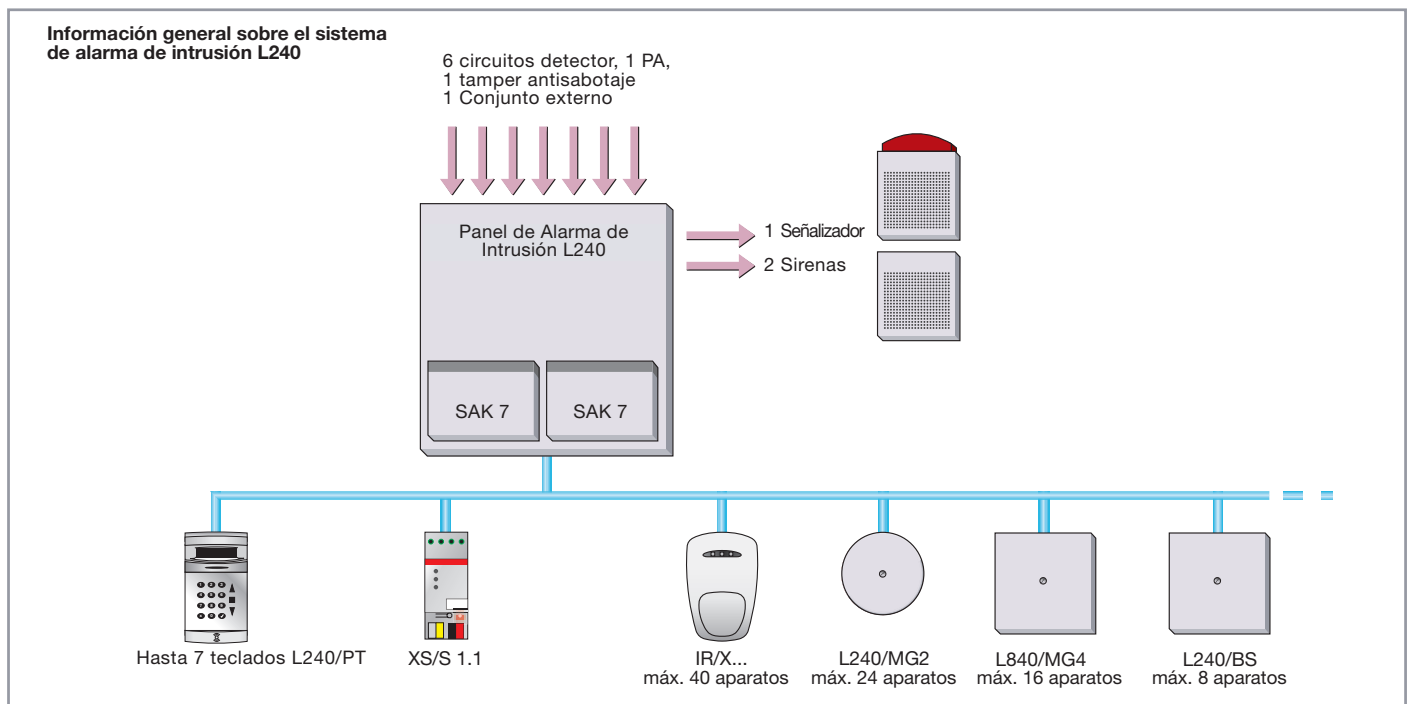 Información general sobre el sistema
de alarma de intrusión L240
6 circuitos detector, 1 PA,
1 tamper antisabotaje
1 Conjunto externo
Panel de Alarma de
Intrusión L240
1 Señalizador
2 Sirenas
SAK 7
SAK 7
Hasta 7 teclados L240/PT
XS/S 1.1
IR/X...
máx. 40 aparatos
L240/MG2
máx. 24 aparatos
L840/MG4
máx. 16 aparatos
L240/BS
máx. 8 aparatos